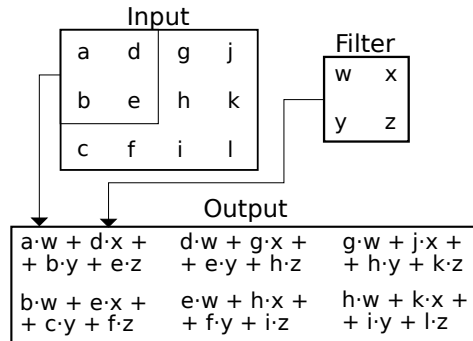 Input
Filter
a d g j
b e h k
c f i l
w x
y z
Output
a·w + d·x + d·w + g·x + g·w + j·x +
+ b·y + e·z + e·y + h·z + h·y + k·z
b·w + e·x + e·w + h·x + h·w + k·x +
+ c·y + f·z + f·y + i·z + i·y + l·z